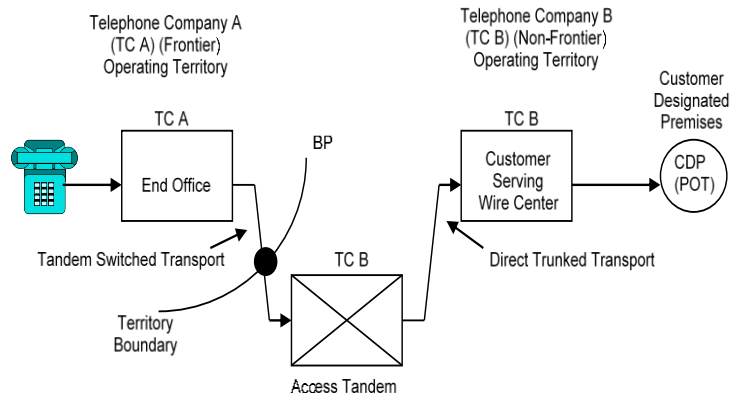 Telephone Company A
(TC A) (Frontier)
Operating Territory
Telephone Company B
(TC B) (Non-Frontier)
Operating Territory
Customer
Designated
Premises
TC A
TC B
BP
End Office
Customer
Serving
Wire Center
CDP
(POT)
Tandem Switched Transport
TC B
Direct Trunked Transport
Territory
Boundary
Access Tandem